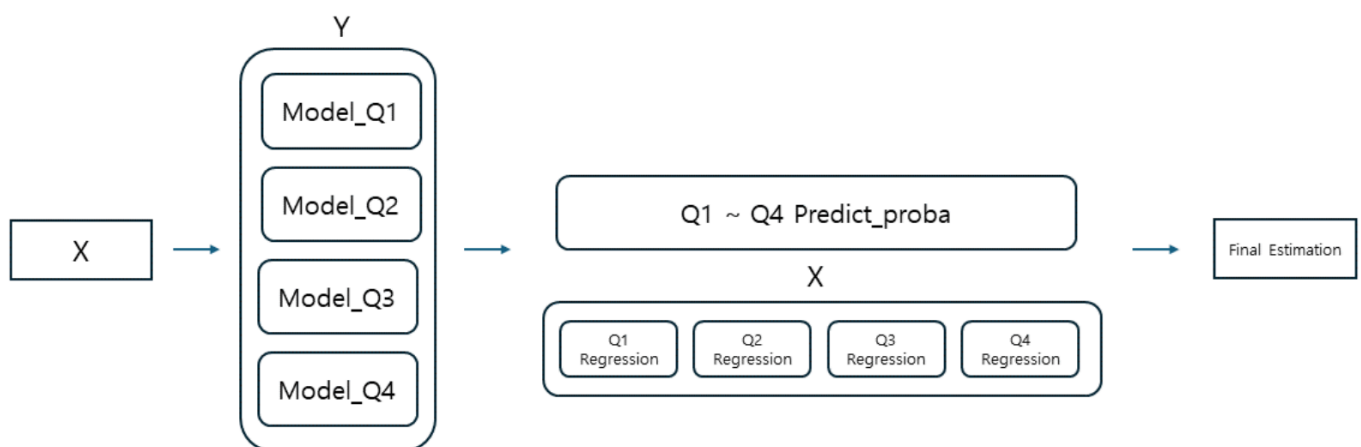 X
Y
Model_Q1
Model_Q2
Model_Q3
Model_Q4
Q1 ~ Q4 Predict_proba
X
Q1
Regression
Q2
Regression
Q3
Regression
Q4
Regression
Final Estimation